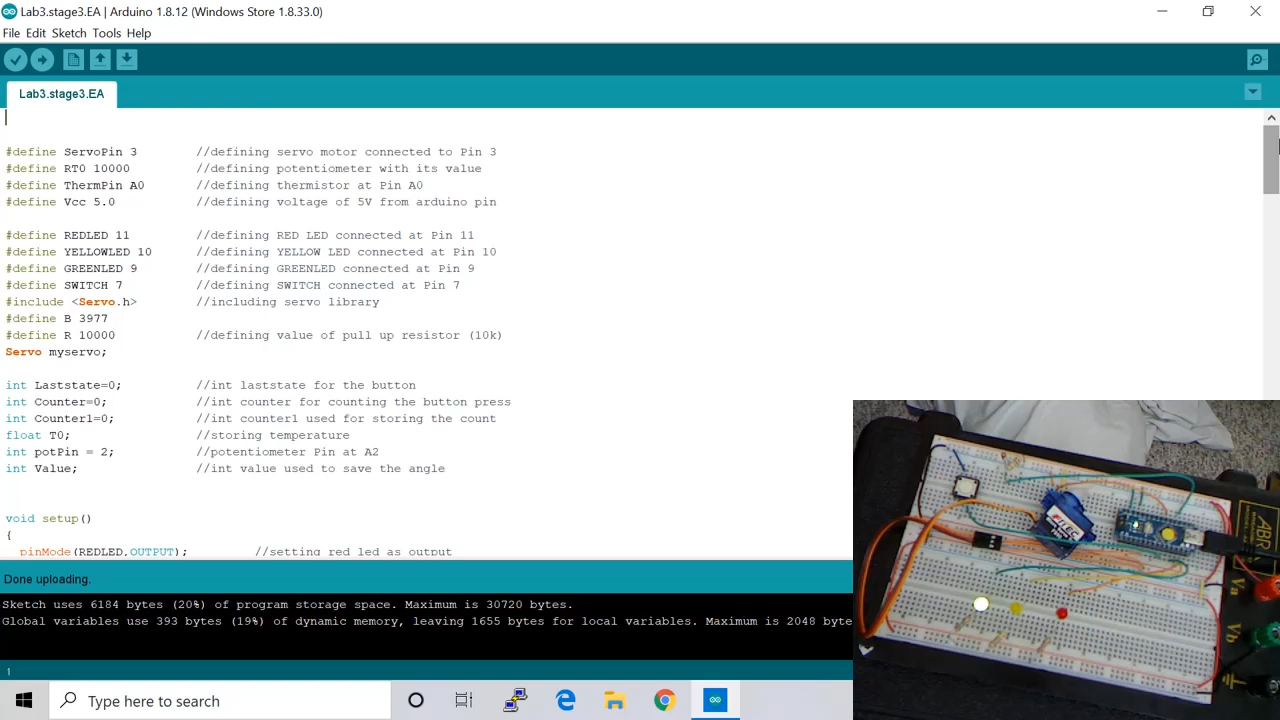 Lab3.stage3.EA | Arduino 1.8.12 (Windows Store 1.8.33.0)
File Edit Sketch Tools Help
Lab3.stage3.EA
#define ServoPin 3 //defining servo motor connected to Pin 3
#define RT0 10000 //defining potentiometer with its value
#define ThermPin A0 //defining thermistor at Pin A0
#define Vcc 5.0 //defining voltage of 5V from arduino pin
#define REDLED 11 //defining RED LED connected at Pin 11
#define YELLOWLED 10 //defining YELLOW LED connected at Pin 10
#define GREENLED 9 //defining GREENLED connected at Pin 9
#define SWITCH 7 //defining SWITCH connected at Pin 7
#include <Servo.h> //including servo library
#define B 3977
#define R 10000 //defining value of pull up resistor (10k)
Servo myservo;
int Laststate=0; //int laststate for the button
int Counter=0; //int counter for counting the button press
int Counter1=0; //int counter1 used for storing the count
float T0; //storing temperature
int potPin = 2; //potentiometer Pin at A2
int Value; //int value used to save the angle
void setup()
{
pinMode(REDLED,OUTPUT); //setting red led as output
Done uploading.
Sketch uses 6184 bytes (20%) of program storage space. Maximum is 30720 bytes.
Global variables use 393 bytes (19%) of dynamic memory, leaving 1655 bytes for local variables. Maximum is 2048 byte
1
Type here to search
Va
Vb